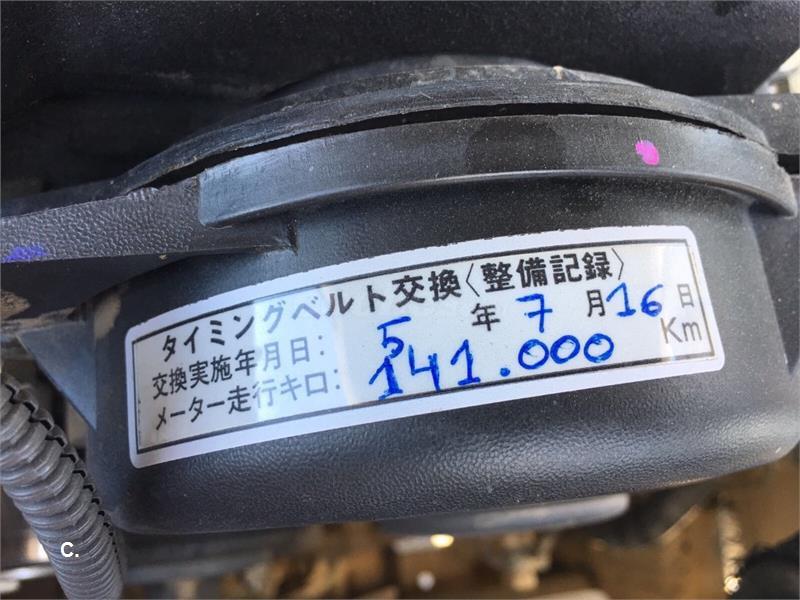 タイミングベルト交換〈整備記録〉
交換実施年月日: 5年7月16日
メーター走行キロ: 141.000 Km
C.